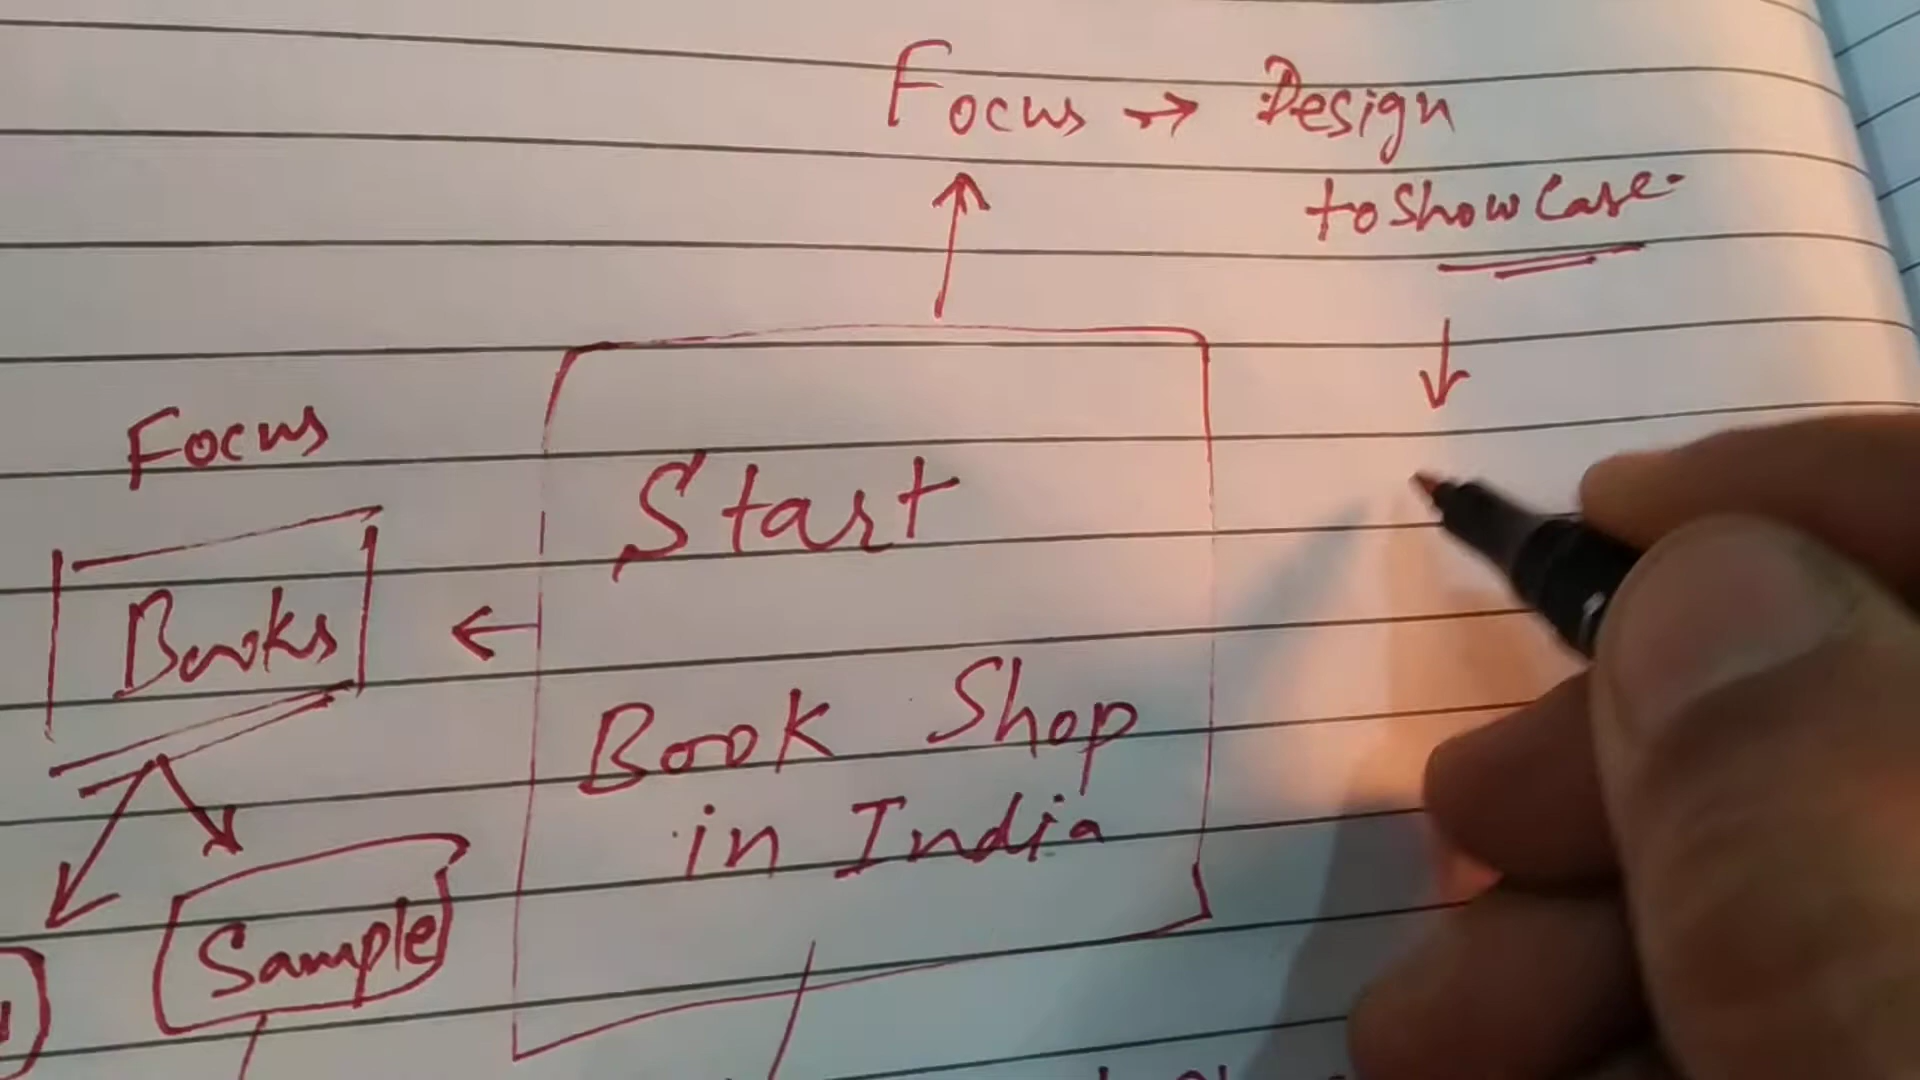 Focus → Design
to Show Case
Focus
Start
Books
Book Shop
in India
Sample